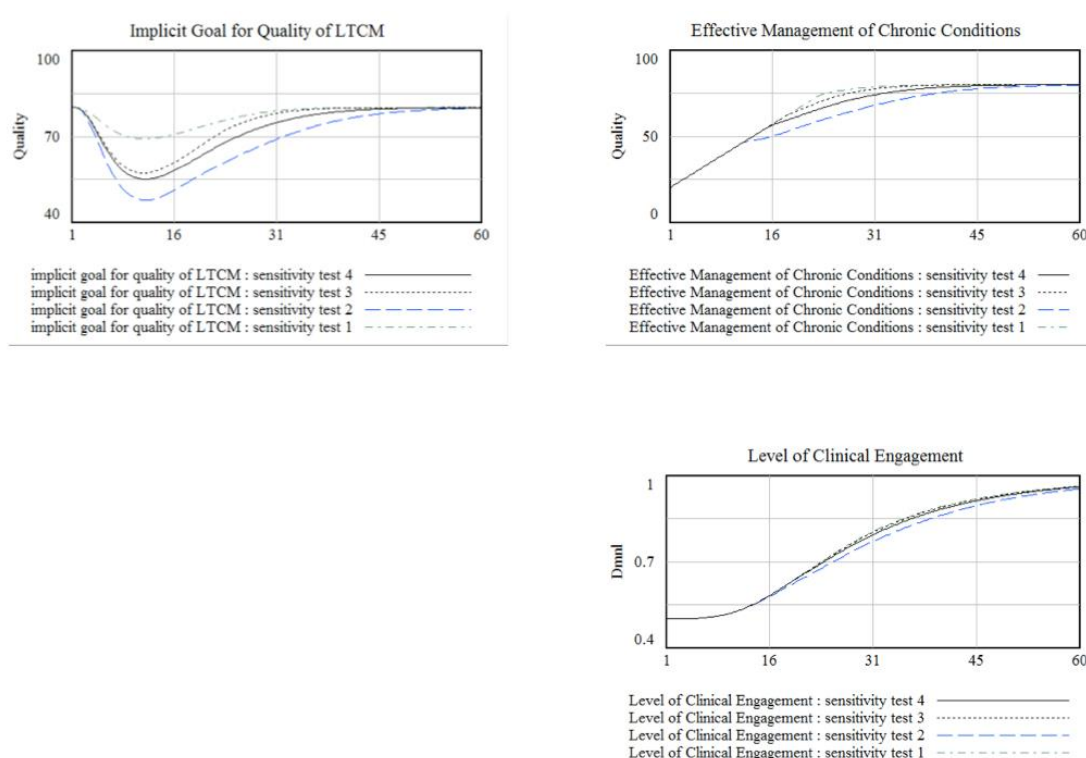 Implicit Goal for Quality of LTCM
100
70
40
Quality
1 16 31 45 60
implicit goal for quality of LTCM : sensitivity test 4
implicit goal for quality of LTCM : sensitivity test 3
implicit goal for quality of LTCM : sensitivity test 2
implicit goal for quality of LTCM : sensitivity test 1
Effective Management of Chronic Conditions
100
50
0
Quality
1 16 31 45 60
Effective Management of Chronic Conditions : sensitivity test 4
Effective Management of Chronic Conditions : sensitivity test 3
Effective Management of Chronic Conditions : sensitivity test 2
Effective Management of Chronic Conditions : sensitivity test 1
Level of Clinical Engagement
1
0.7
0.4
Dmnl
1 16 31 45 60
Level of Clinical Engagement : sensitivity test 4
Level of Clinical Engagement : sensitivity test 3
Level of Clinical Engagement : sensitivity test 2
Level of Clinical Engagement : sensitivity test 1